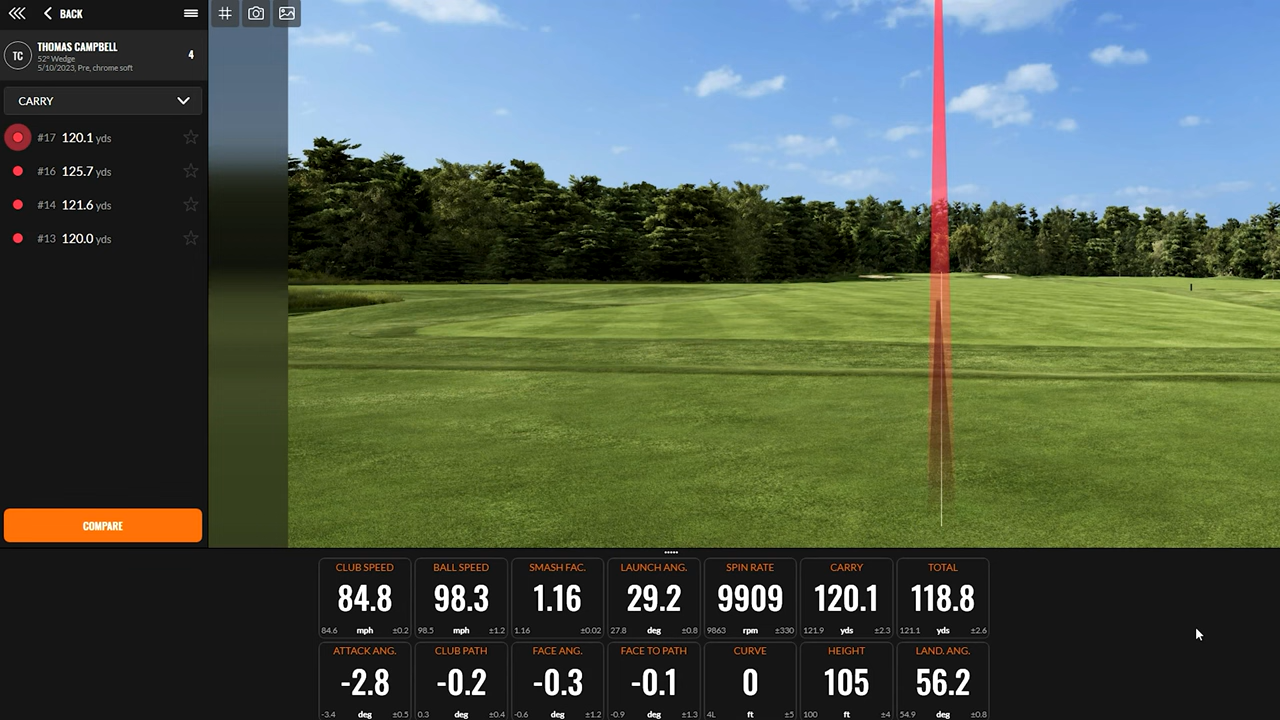 BACK
TC
THOMAS CAMPBELL
52° Wedge
5/10/2023, Pre, chrome soft
4
CARRY
#17 120.1 yds
#16 125.7 yds
#14 121.6 yds
#13 120.0 yds
COMPARE
CLUB SPEED BALL SPEED SMASH FAC. LAUNCH ANG. SPIN RATE CARRY TOTAL
84.8 98.3 1.16 29.2 9909 120.1 118.8
84.6 mph ±0.2 98.5 mph ±1.2 1.16 ±0.02 27.8 deg ±0.8 9863 rpm ±330 121.9 yds ±2.3 121.1 yds ±2.6
ATTACK ANG. CLUB PATH FACE ANG. FACE TO PATH CURVE HEIGHT LAND. ANG.
-2.8 -0.2 -0.3 -0.1 0 105 56.2
-3.4 deg ±0.5 0.3 deg ±0.4 -0.6 deg ±1.2 -0.9 deg ±1.3 4L ft ±5 100 ft ±4 54.9 deg ±0.8